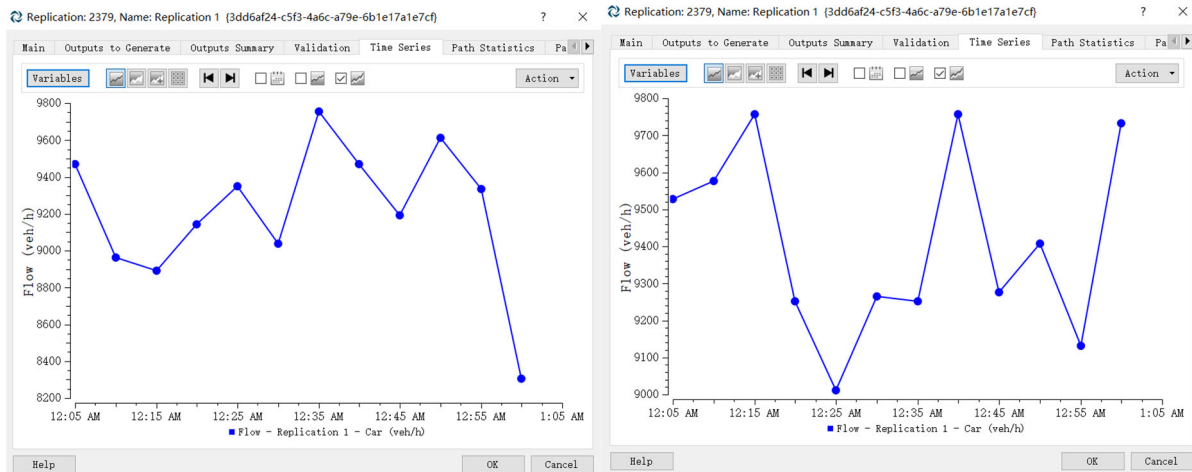 Replication: 2379, Name: Replication 1 {3dd6af24-c5f3-4a6c-a79e-6b1e17a1e7cf}
? ×
Main Outputs to Generate Outputs Summary Validation Time Series Path Statistics Pa
Variables Action
Flow (veh/h)
9800
9600
9400
9200
9000
8800
8600
8400
8200
12:05 AM 12:15 AM 12:25 AM 12:35 AM 12:45 AM 12:55 AM 1:05 AM
Flow - Replication 1 - Car (veh/h)
Help OK Cancel
Replication: 2379, Name: Replication 1 {3dd6af24-c5f3-4a6c-a79e-6b1e17a1e7cf}
? ×
Main Outputs to Generate Outputs Summary Validation Time Series Path Statistics Pa
Variables Action
Flow (veh/h)
9800
9700
9600
9500
9400
9300
9200
9100
9000
12:05 AM 12:15 AM 12:25 AM 12:35 AM 12:45 AM 12:55 AM 1:05 AM
Flow - Replication 1 - Car (veh/h)
Help OK Cancel